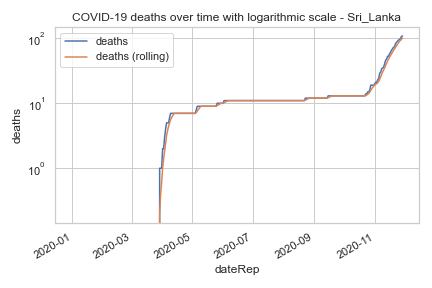 COVID-19 deaths over time with logarithmic scale - Sri_Lanka
deaths
deaths (rolling)
10²
10¹
10⁰
deaths
2020-01
2020-03
2020-05
2020-07
2020-09
2020-11
dateRep